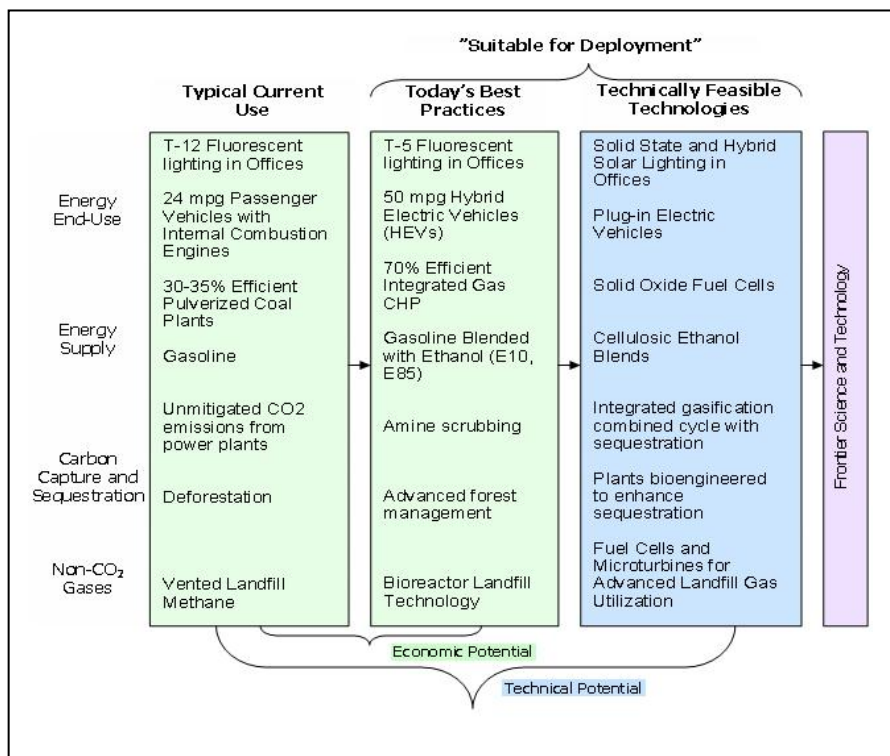 "Suitable for Deployment"
Typical Current
Use
Today's Best
Practices
Technically Feasible
Technologies
Energy
End-Use
T-12 Fluorescent
lighting in Offices
24 mpg Passenger
Vehicles with
Internal Combustion
Engines
T-5 Fluorescent
lighting in Offices
50 mpg Hybrid
Electric Vehicles
(HEVs)
Solid State and Hybrid
Solar Lighting in
Offices
Plug-in Electric
Vehicles
Energy
Supply
30-35% Efficient
Pulverized Coal
Plants
Gasoline
70% Efficient
Integrated Gas
CHP
Gasoline Blended
with Ethanol (E10,
E85)
Solid Oxide Fuel Cells
Cellulosic Ethanol
Blends
Carbon
Capture and
Sequestration
Unmitigated CO2
emissions from
power plants
Deforestation
Amine scrubbing
Advanced forest
management
Integrated gasification
combined cycle with
sequestration
Plants bioengineered
to enhance
sequestration
Non-CO₂
Gases
Vented Landfill
Methane
Bioreactor Landfill
Technology
Fuel Cells and
Microturbines for
Advanced Landfill Gas
Utilization
Frontier Science and Technology
Economic Potential
Technical Potential